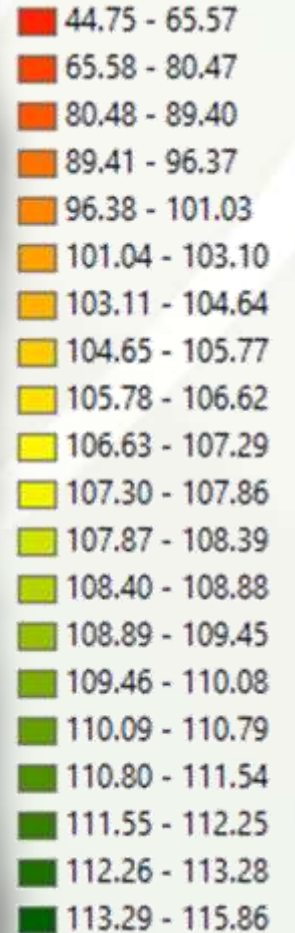 44.75 - 65.57
65.58 - 80.47
80.48 - 89.40
89.41 - 96.37
96.38 - 101.03
101.04 - 103.10
103.11 - 104.64
104.65 - 105.77
105.78 - 106.62
106.63 - 107.29
107.30 - 107.86
107.87 - 108.39
108.40 - 108.88
108.89 - 109.45
109.46 - 110.08
110.09 - 110.79
110.80 - 111.54
111.55 - 112.25
112.26 - 113.28
113.29 - 115.86